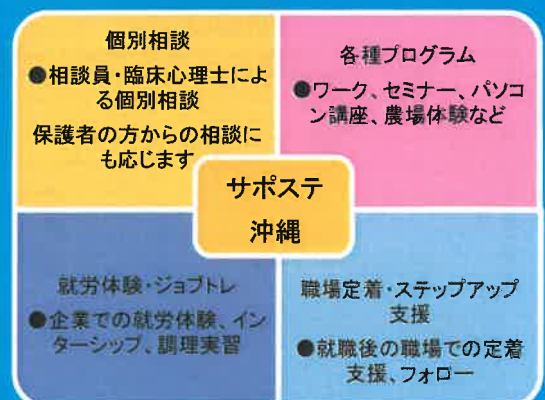 個別相談
●相談員・臨床心理士によ
る個別相談
保護者の方からの相談に
も応じます
各種プログラム
●ワーク、セミナー、パソコ
ン講座、農場体験など
サポステ
沖縄
就労体験・ジョブトレ
●企業での就労体験、イン
ターシップ、調理実習
職場定着・ステップアップ
支援
●就職後の職場での定着
支援、フォロー